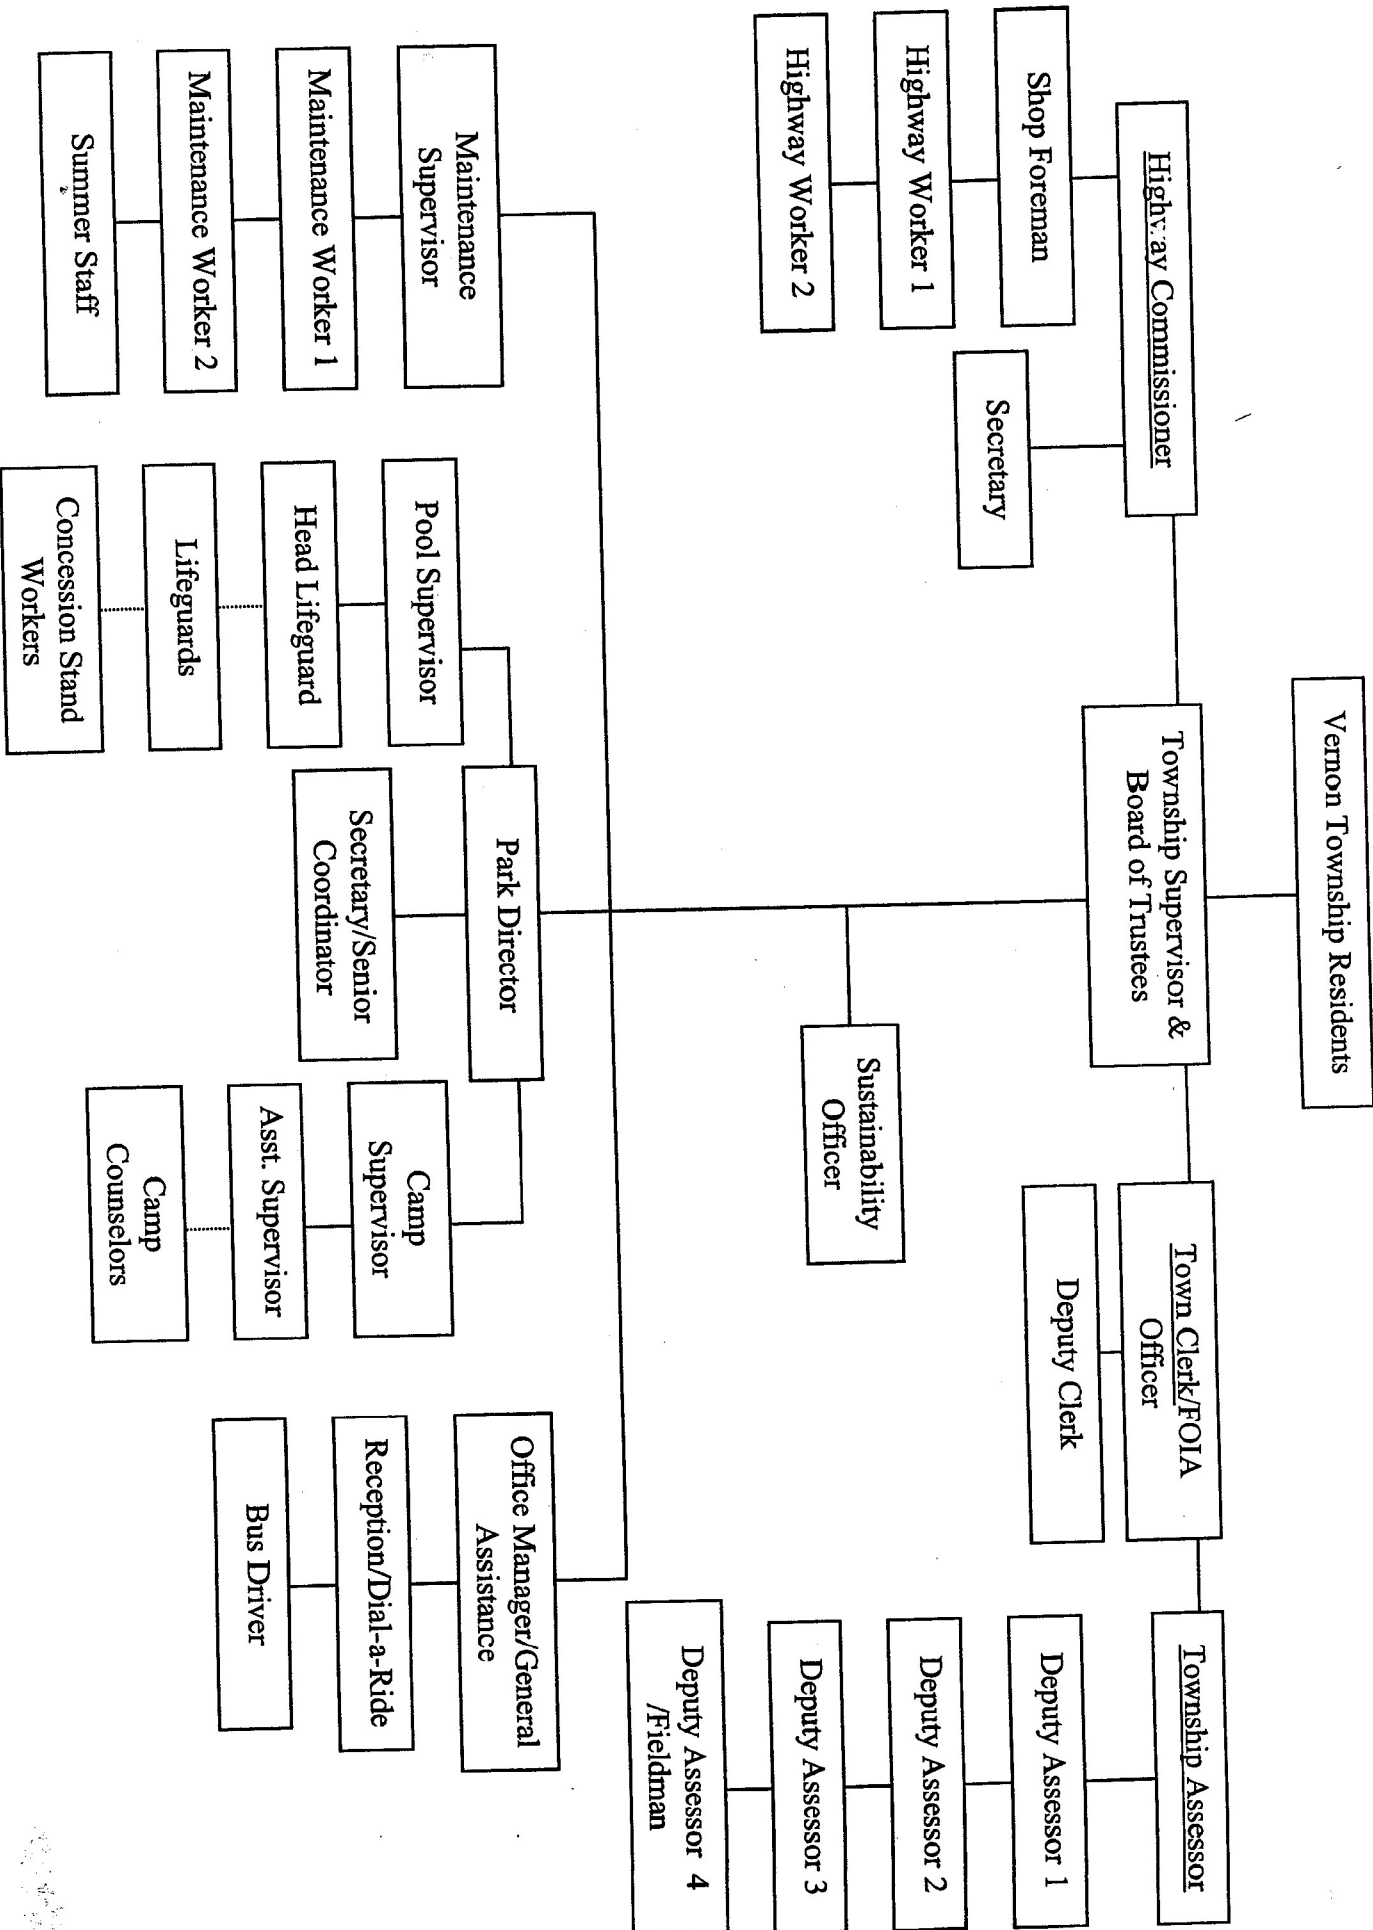 Vernon Township Residents
Highway Commissioner
Township Supervisor &
Board of Trustees
Town Clerk/FOIA
Officer
Township Assessor
Shop Foreman
Secretary
Highway Worker 1
Highway Worker 2
Deputy Clerk
Deputy Assessor 1
Deputy Assessor 2
Deputy Assessor 3
Deputy Assessor 4
/Fieldman
Sustainability
Officer
Maintenance
Supervisor
Maintenance Worker 1
Maintenance Worker 2
Summer Staff
Park Director
Pool Supervisor
Head Lifeguard
Lifeguards
Concession Stand
Workers
Secretary/Senior
Coordinator
Camp
Supervisor
Asst. Supervisor
Camp
Counselors
Office Manager/General
Assistance
Reception/Dial-a-Ride
Bus Driver